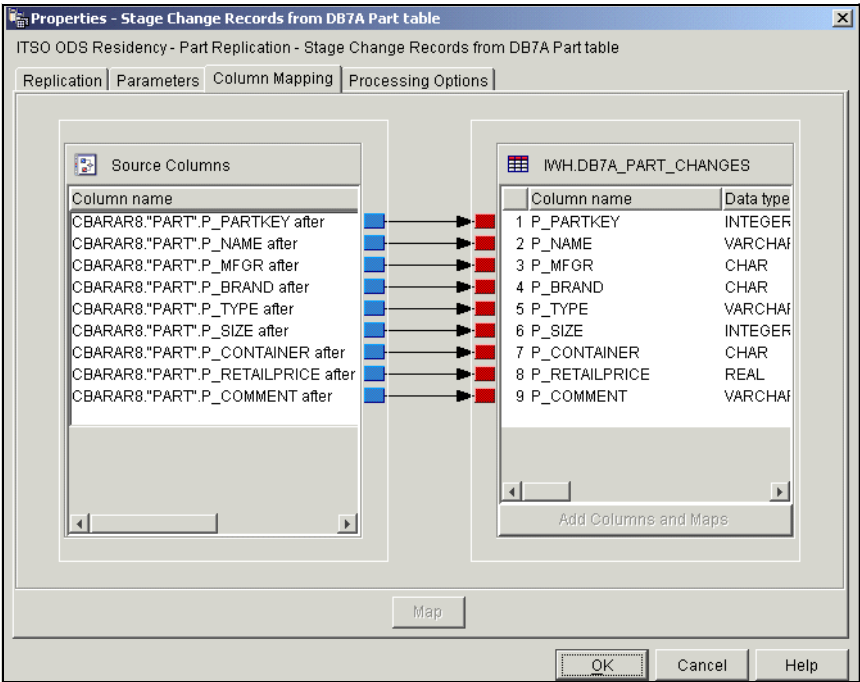 Properties - Stage Change Records from DB7A Part table
ITSO ODS Residency - Part Replication - Stage Change Records from DB7A Part table
Replication Parameters Column Mapping Processing Options
Source Columns
Column name
CBARAR8."PART".P_PARTKEY after
CBARAR8."PART".P_NAME after
CBARAR8."PART".P_MFGR after
CBARAR8."PART".P_BRAND after
CBARAR8."PART".P_TYPE after
CBARAR8."PART".P_SIZE after
CBARAR8."PART".P_CONTAINER after
CBARAR8."PART".P_RETAILPRICE after
CBARAR8."PART".P_COMMENT after
IWH.DB7A_PART_CHANGES
Column name Data type
1 P_PARTKEY INTEGER
2 P_NAME VARCHAR
3 P_MFGR CHAR
4 P_BRAND CHAR
5 P_TYPE VARCHAR
6 P_SIZE INTEGER
7 P_CONTAINER CHAR
8 P_RETAILPRICE REAL
9 P_COMMENT VARCHAR
Add Columns and Maps
Map
OK Cancel Help